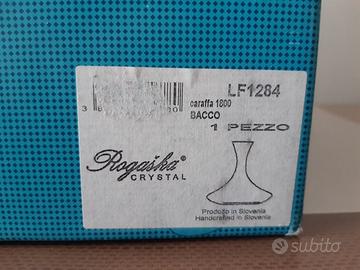 LF1284
caraffa 1800
BACCO
1 PEZZO
Rogaška
CRYSTAL
Prodotto in Slovenia
Handcrafted in Slovenia
subito